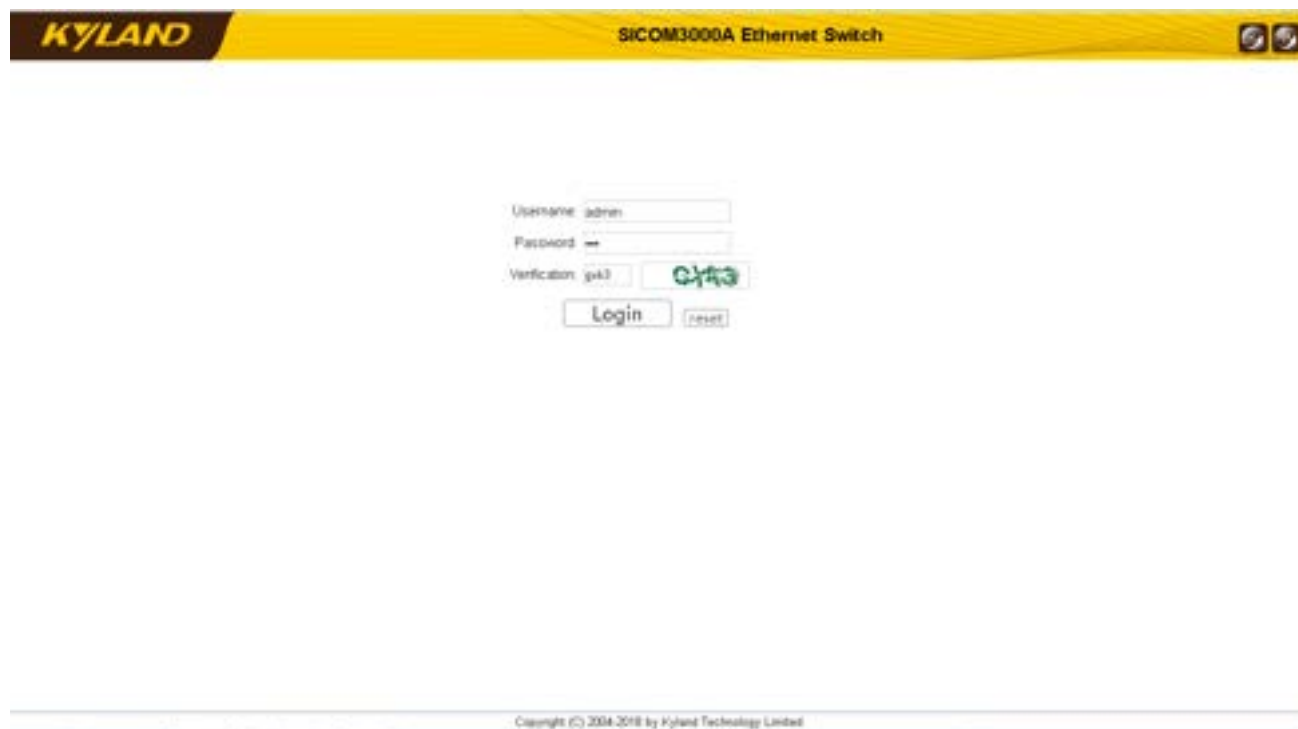 KYLAND
SICOM3000A Ethernet Switch
Username admin
Password
Verification
Login reset
Copyright (C) 2004-2018 by Kyland Technology Limited